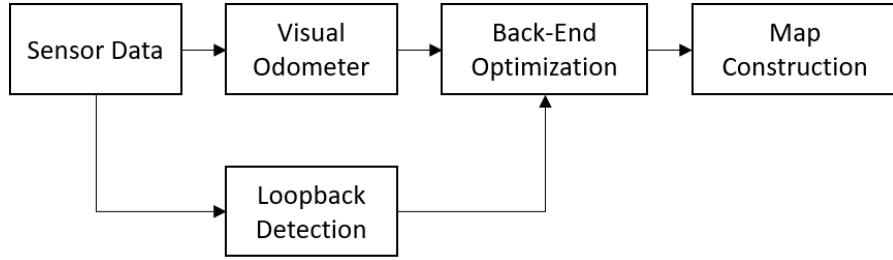 Sensor Data
Visual
Odometer
Back-End
Optimization
Map
Construction
Loopback
Detection